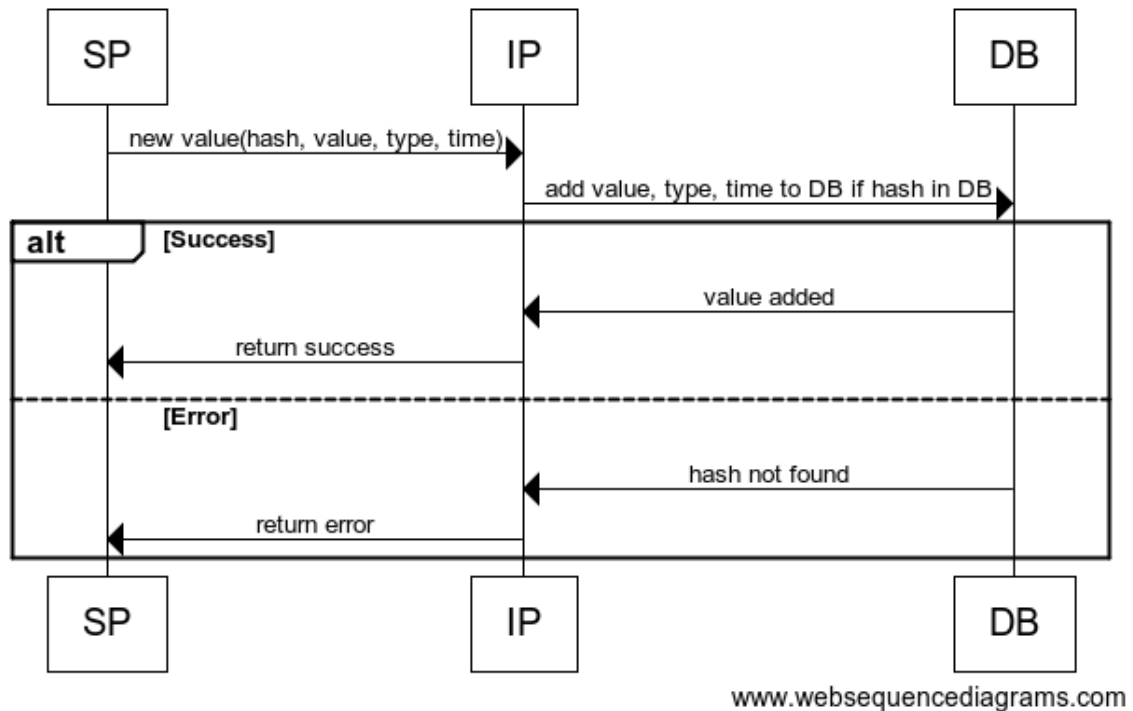 SP IP DB
new value(hash, value, type, time)
add value, type, time to DB if hash in DB
alt [Success]
value added
return success
[Error]
hash not found
return error
SP IP DB
www.websequencediagrams.com